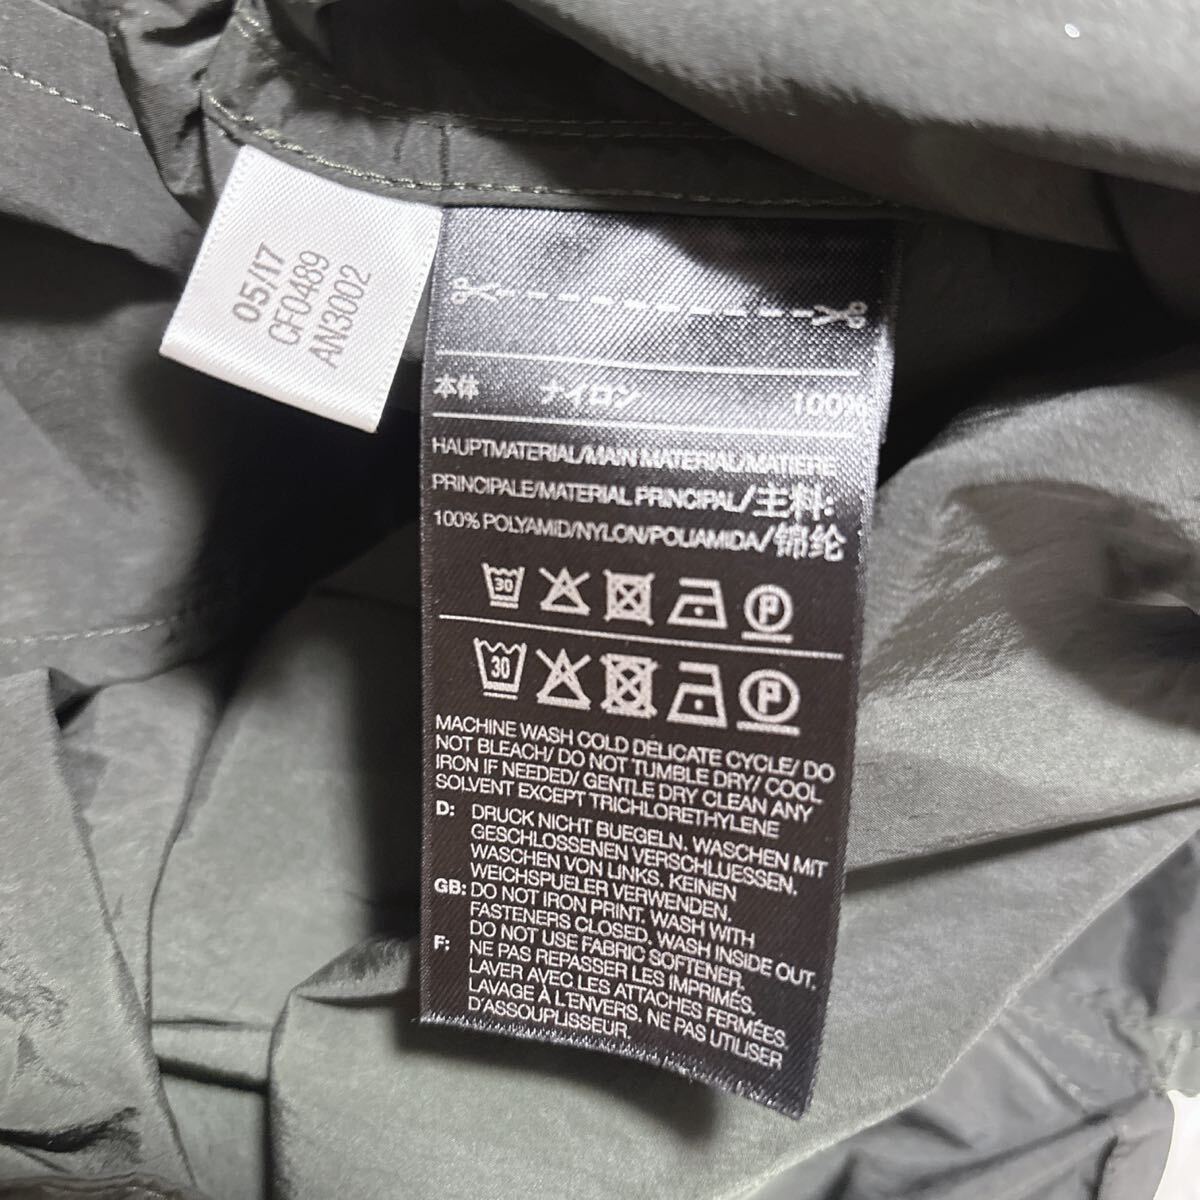 05/17
CF0489
AN3002
本体 ナイロン 100%
HAUPTMATERIAL/MAIN MATERIAL/MATIERE
PRINCIPALE/MATERIAL PRINCIPAL/主料:
100% POLYAMID/NYLON/POLIAMIDA/锦纶
30 P
30 P
MACHINE WASH COLD DELICATE CYCLE/ DO
NOT BLEACH/ DO NOT TUMBLE DRY/ COOL
IRON IF NEEDED/ GENTLE DRY CLEAN ANY
SOLVENT EXCEPT TRICHLORETHYLENE
D: DRUCK NICHT BUEGELN. WASCHEN MIT
GESCHLOSSENEN VERSCHLUESSEN.
WASCHEN VON LINKS. KEINEN
WEICHSPUELER VERWENDEN.
GB: DO NOT IRON PRINT. WASH WITH
FASTENERS CLOSED. WASH INSIDE OUT.
DO NOT USE FABRIC SOFTENER.
F: NE PAS REPASSER LES IMPRIMÉS.
LAVER AVEC LES ATTACHES FERMÉES.
LAVAGE À L'ENVERS. NE PAS UTILISER
D'ASSOUPLISSEUR.